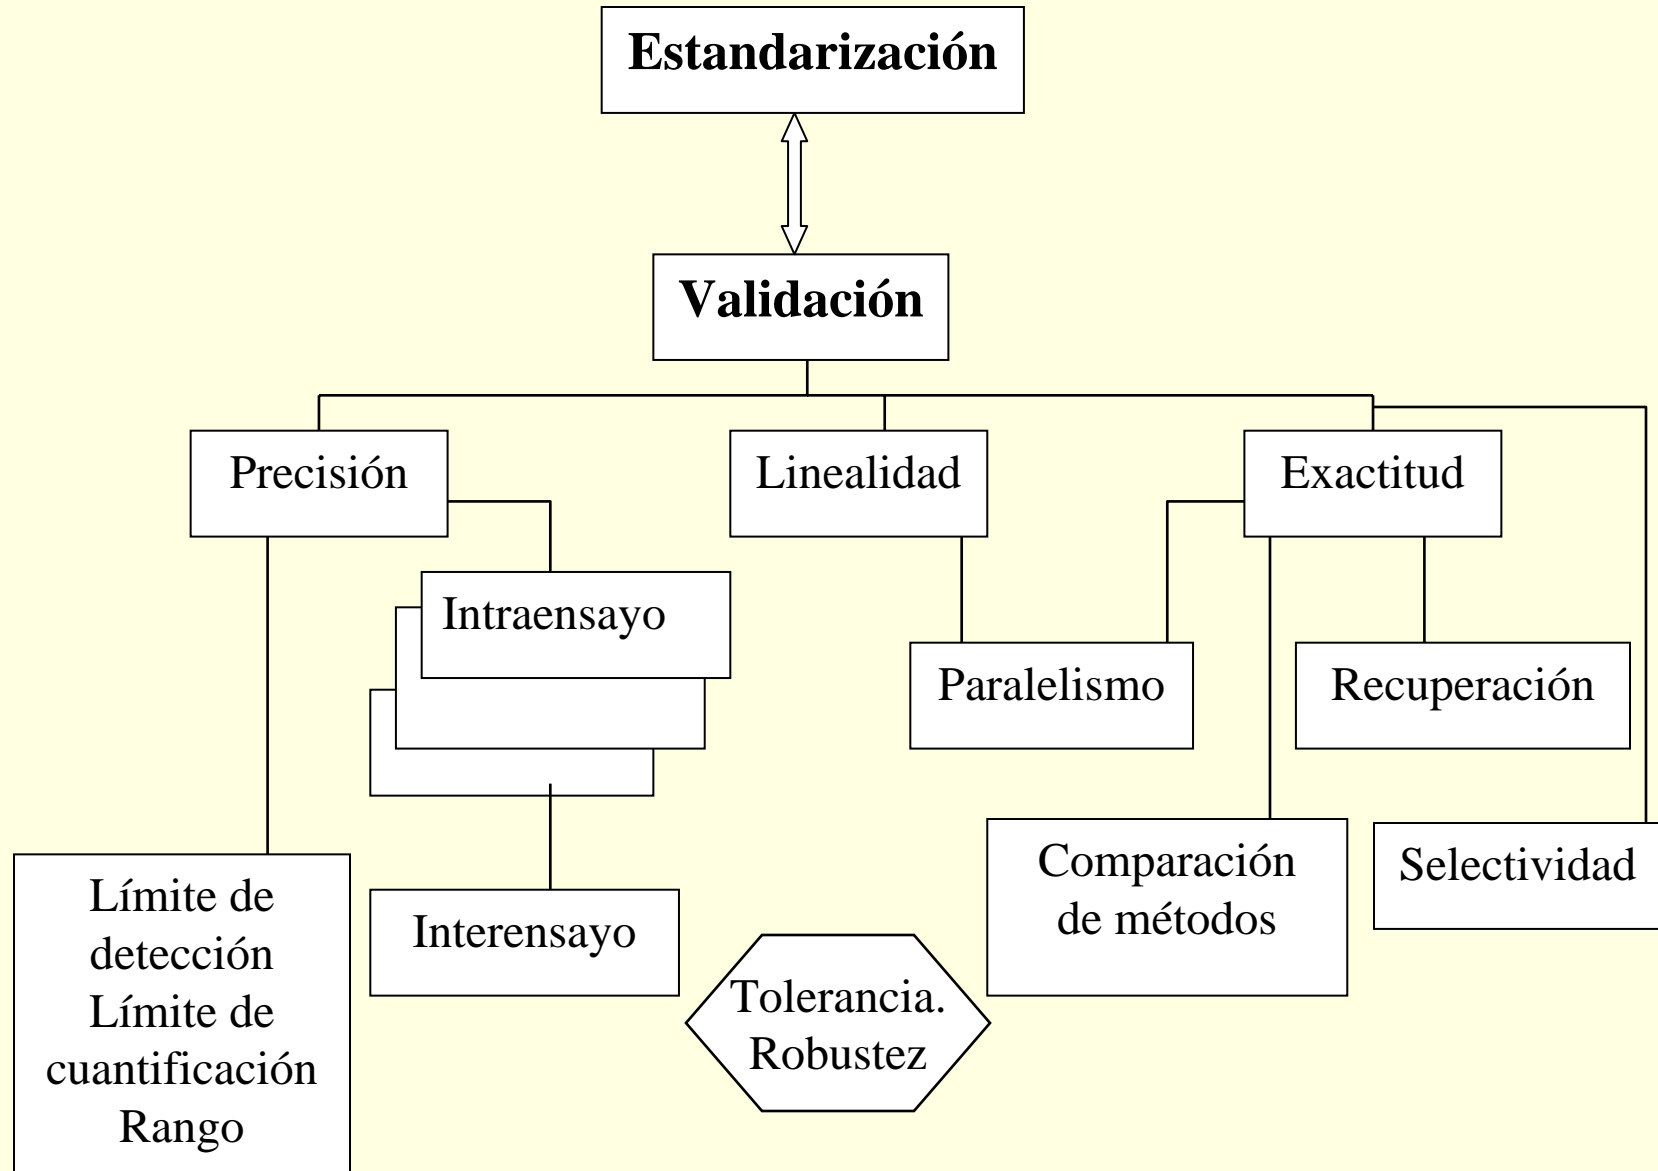 Estandarización
Validación
Precisión
Linealidad
Exactitud
Intraensayo
Paralelismo
Recuperación
Comparación
de métodos
Selectividad
Límite de
detección
Límite de
cuantificación
Rango
Interensayo
Tolerancia.
Robustez